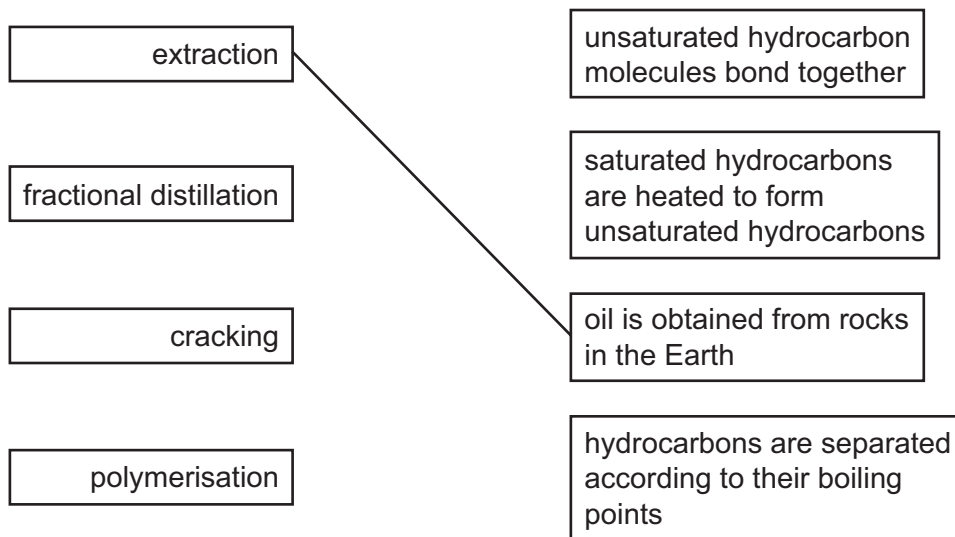 extraction
fractional distillation
cracking
polymerisation
unsaturated hydrocarbon
molecules bond together
saturated hydrocarbons
are heated to form
unsaturated hydrocarbons
oil is obtained from rocks
in the Earth
hydrocarbons are separated
according to their boiling
points